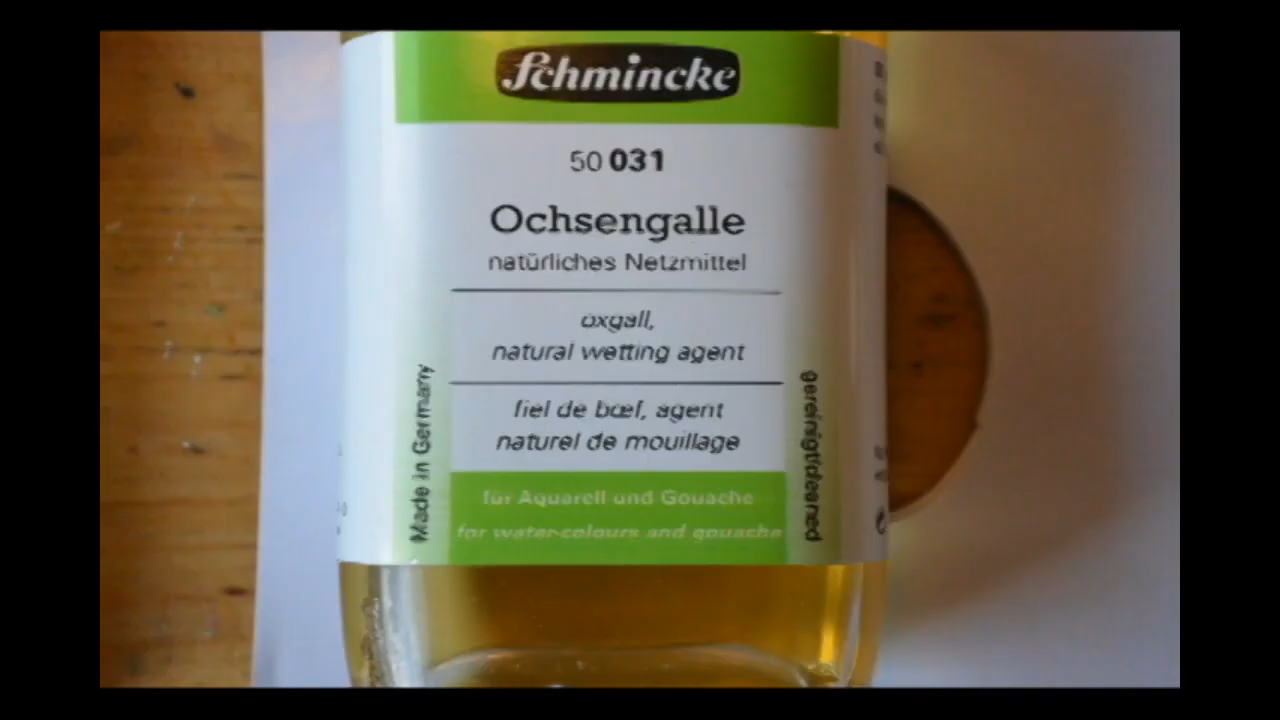 Schmincke
50 031
Ochsengalle
natürliches Netzmittel
oxgall,
natural wetting agent
fiel de bœf, agent
naturel de mouillage
für Aquarell und Gouache
for water-colours and gouache
Made in Germany
gereinigt/cleaned